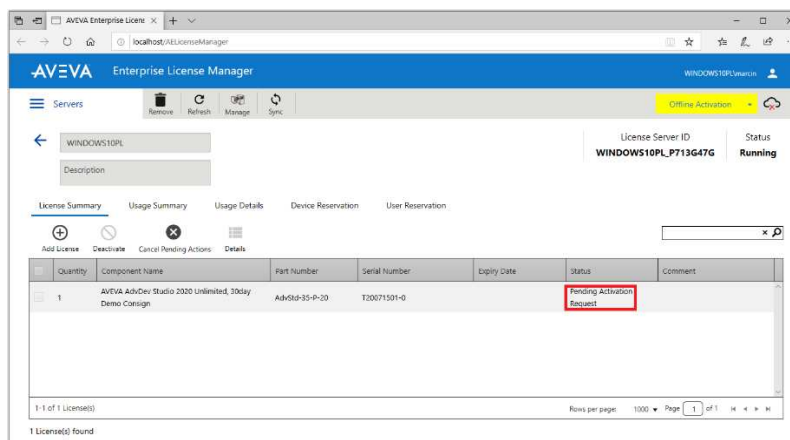 AVEVA Enterprise Licens
localhost/AELicenseManager
AVEVA Enterprise License Manager
WINDOWS10PL\marcin
Servers
Remove Refresh Manage Sync
Offline Activation
WINDOWS10PL
Description
License Server ID
WINDOWS10PL_P713G47G
Status
Running
License Summary Usage Summary Usage Details Device Reservation User Reservation
Add License Deactivate Cancel Pending Actions Details
Quantity Component Name Part Number Serial Number Expiry Date Status Comment
1 AVEVA AdvDev Studio 2020 Unlimited, 30day
Demo Consign
AdvStd-35-P-20 T20071501-0
Pending Activation
Request
1-1 of 1 License(s)
Rows per page: 1000 Page 1 of 1
1 License(s) found